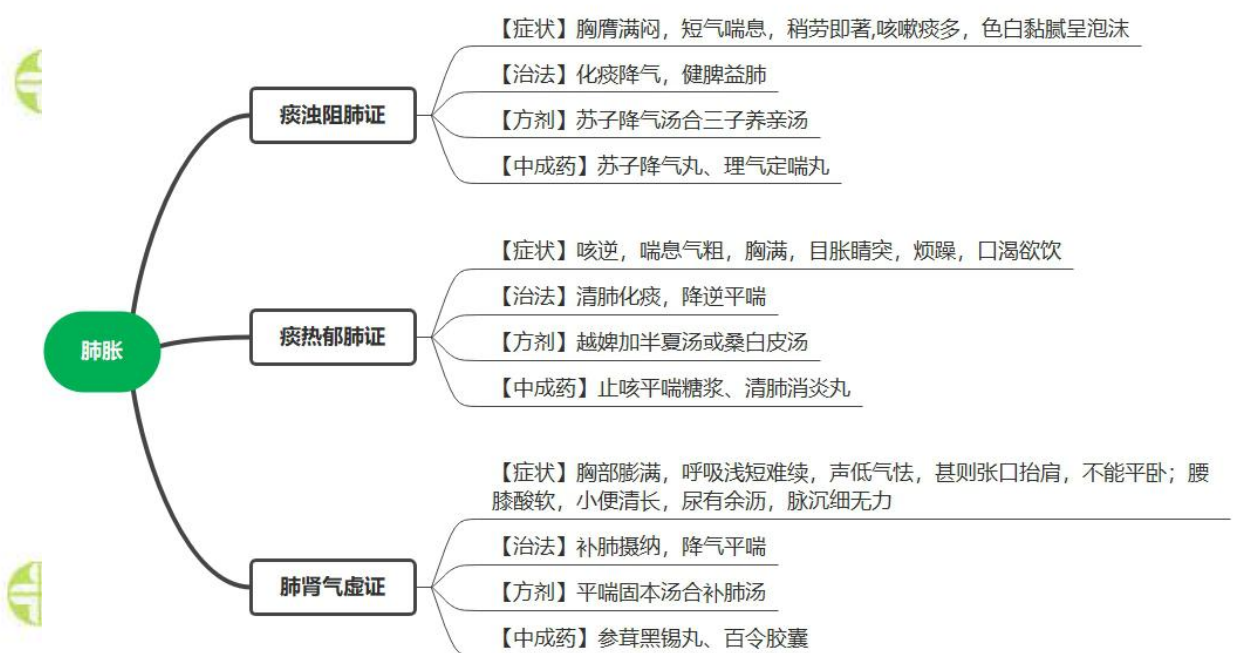 肺胀
痰浊阻肺证
【症状】胸膺满闷，短气喘息，稍劳即著,咳嗽痰多，色白黏腻呈泡沫
【治法】化痰降气，健脾益肺
【方剂】苏子降气汤合三子养亲汤
【中成药】苏子降气丸、理气定喘丸
痰热郁肺证
【症状】咳逆，喘息气粗，胸满，目胀睛突，烦躁，口渴欲饮
【治法】清肺化痰，降逆平喘
【方剂】越婢加半夏汤或桑白皮汤
【中成药】止咳平喘糖浆、清肺消炎丸
肺肾气虚证
【症状】胸部膨满，呼吸浅短难续，声低气怯，甚则张口抬肩，不能平卧；腰
膝酸软，小便清长，尿有余沥，脉沉细无力
【治法】补肺摄纳，降气平喘
【方剂】平喘固本汤合补肺汤
【中成药】参茸黑锡丸、百令胶囊